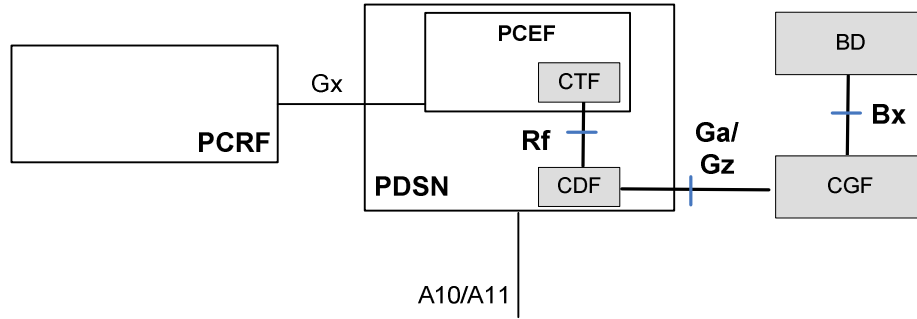 PCEF
BD
CTF
Gx
Bx
Ga/
Gz
PCRF
Rf
PDSN
CDF
CGF
A10/A11